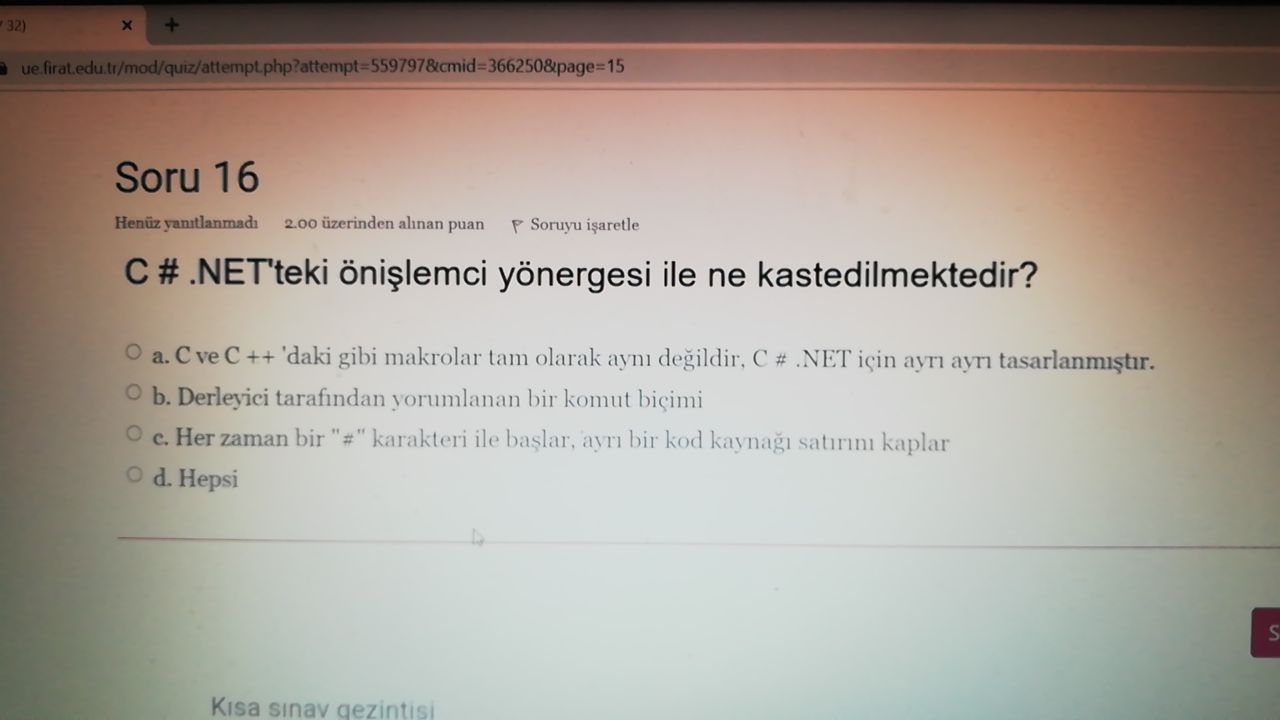 / 32)
ue.firat.edu.tr/mod/quiz/attempt.php?attempt=559797&cmid=366250&page=15
Soru 16
Henüz yanıtlanmadı 2.00 üzerinden alınan puan Soruyu işaretle
C # .NET'teki önişlemci yönergesi ile ne kastedilmektedir?
a. C ve C ++ 'daki gibi makrolar tam olarak aynı değildir, C # .NET için ayrı ayrı tasarlanmıştır.
b. Derleyici tarafından yorumlanan bir komut biçimi
c. Her zaman bir "#" karakteri ile başlar, ayrı bir kod kaynağı satırını kaplar
d. Hepsi
S
Kısa sınav gezintisi